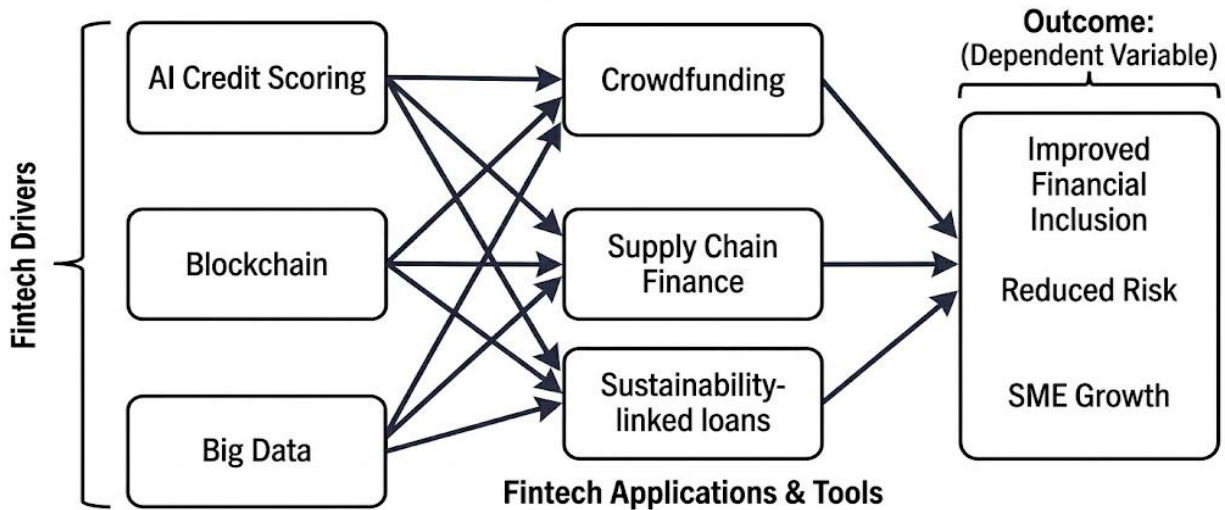 Fintech Drivers
AI Credit Scoring
Blockchain
Big Data
Crowdfunding
Supply Chain
Finance
Sustainability-
linked loans
Fintech Applications & Tools
Outcome:
(Dependent Variable)
Improved
Financial
Inclusion
Reduced Risk
SME Growth